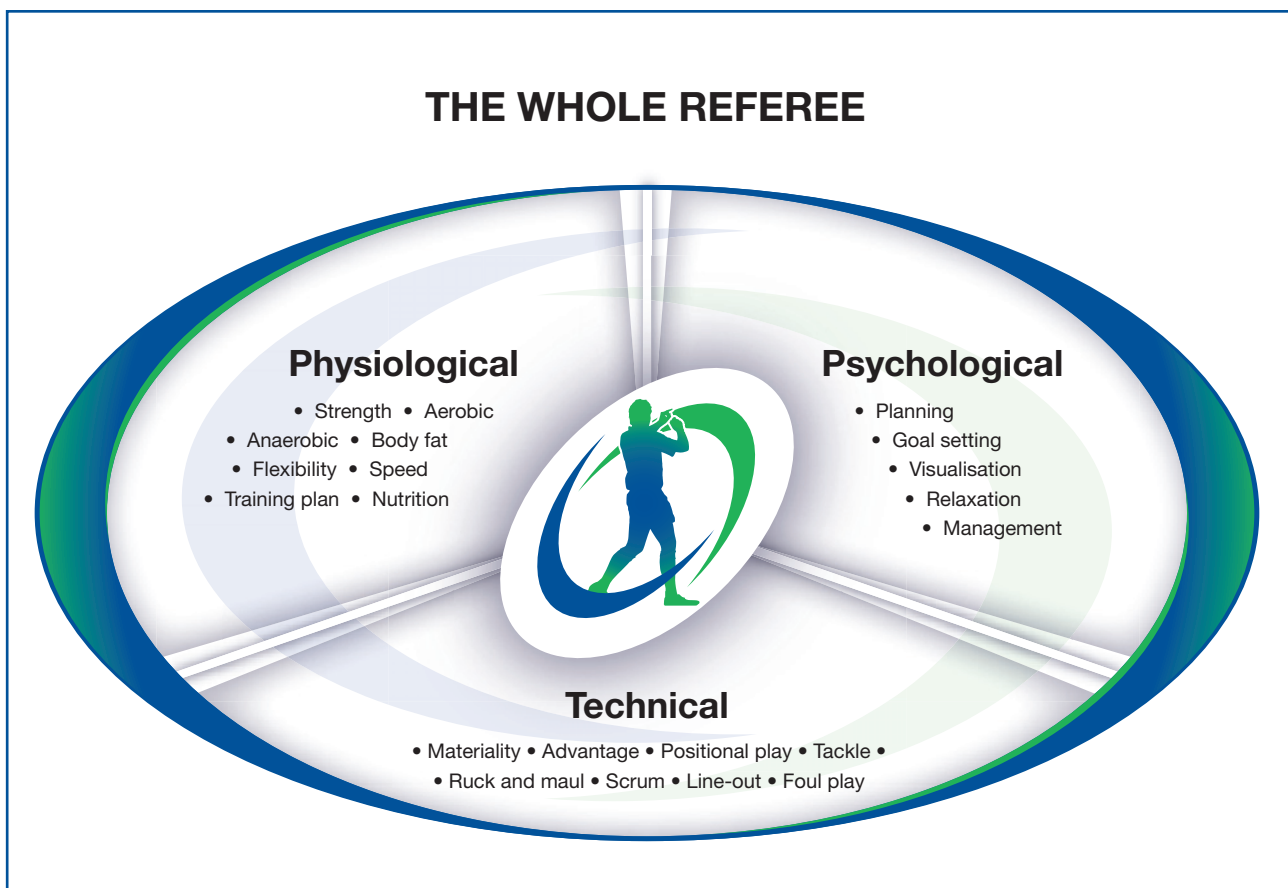 THE WHOLE REFEREE
Physiological
• Strength • Aerobic
• Anaerobic • Body fat
• Flexibility • Speed
• Training plan • Nutrition
Psychological
• Planning
• Goal setting
• Visualisation
• Relaxation
• Management
Technical
• Materiality • Advantage • Positional play • Tackle •
• Ruck and maul • Scrum • Line-out • Foul play